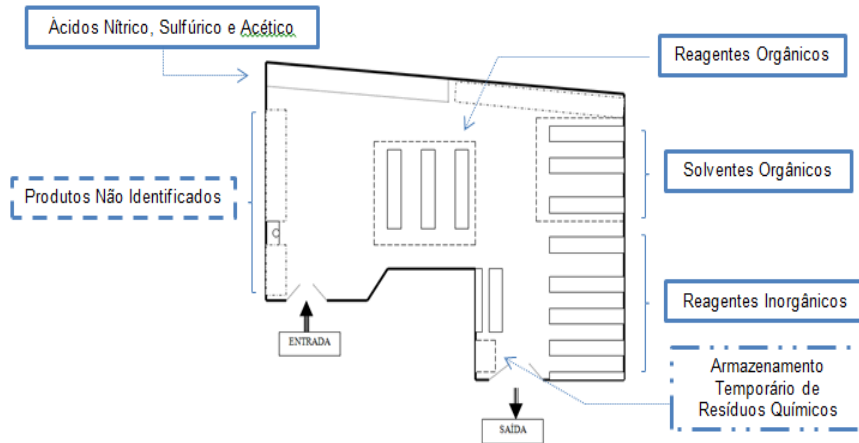 Ácidos Nítrico, Sulfúrico e Acético
Reagentes Orgânicos
Produtos Não Identificados
Solventes Orgânicos
Reagentes Inorgânicos
ENTRADA
Armazenamento
Temporário de
Resíduos Químicos
SAÍDA